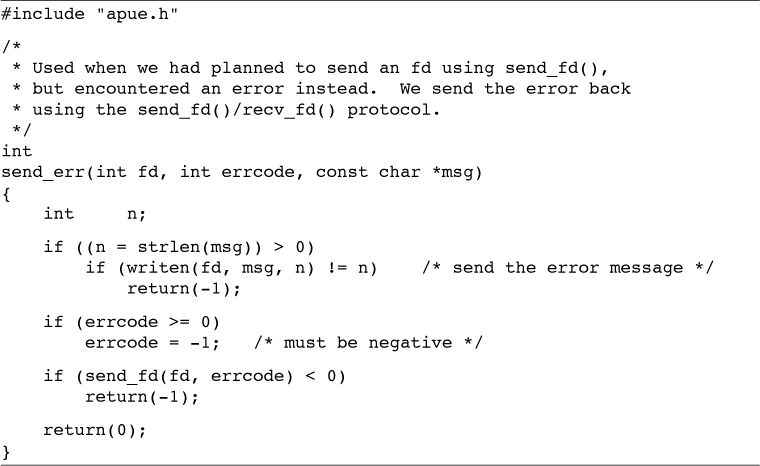 #include "apue.h"
/*
 * Used when we had planned to send an fd using send_fd(),
 * but encountered an error instead.  We send the error back
 * using the send_fd()/recv_fd() protocol.
 */
int
send_err(int fd, int errcode, const char *msg)
{
    int     n;
    if ((n = strlen(msg)) > 0)
        if (writen(fd, msg, n) != n)    /* send the error message */
            return(-1);
    if (errcode >= 0)
        errcode = -1;   /* must be negative */
    if (send_fd(fd, errcode) < 0)
        return(-1);
    return(0);
}